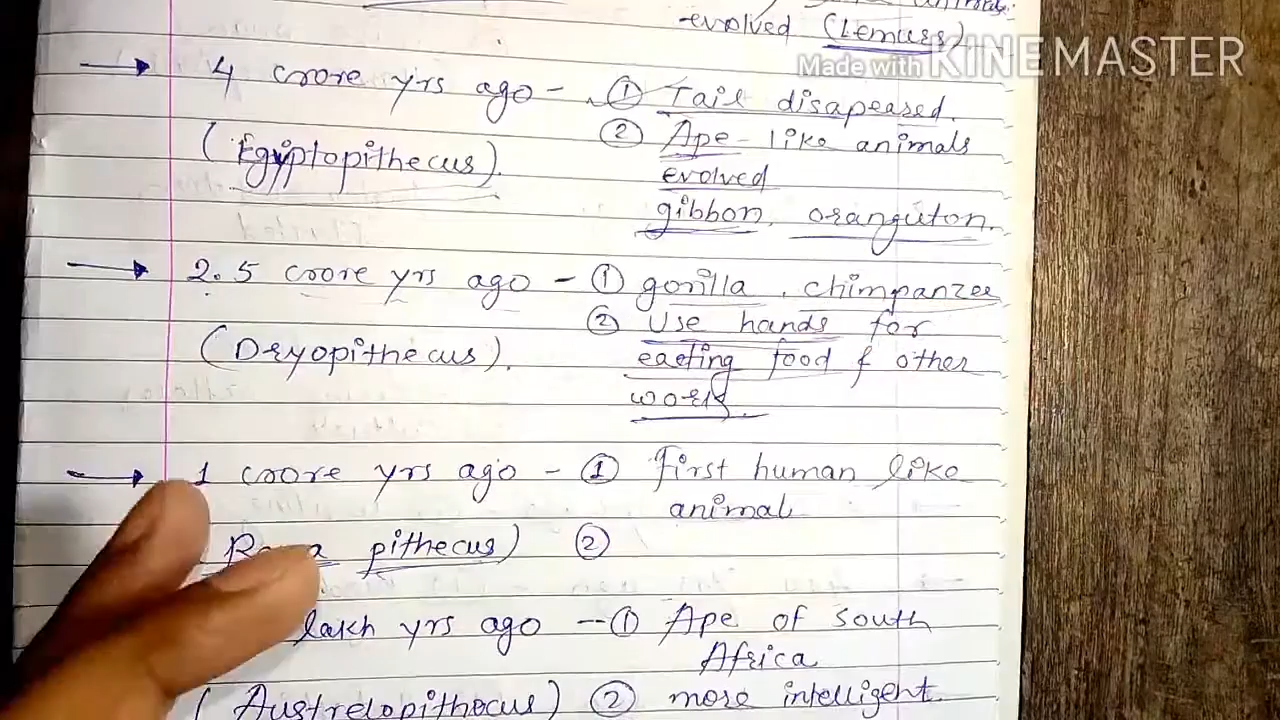 evolved (Lemurs)
Made with KINEMASTER
→ 4 crore yrs ago - ① Tail disapeared.
(Egyptopithecus). ② Ape-like animals
evolved
gibbon, oranguton.
→ 2.5 crore yrs ago - ① gorilla, chimpanzee
② Use hands for
(Dryopithecus). eating food & other
work.
→ 1 crore yrs ago - ① First human like
animal
pithecus) ②
lakh yrs ago -- ① Ape of south
Africa
(Austrelopithecus) ② more intelligent